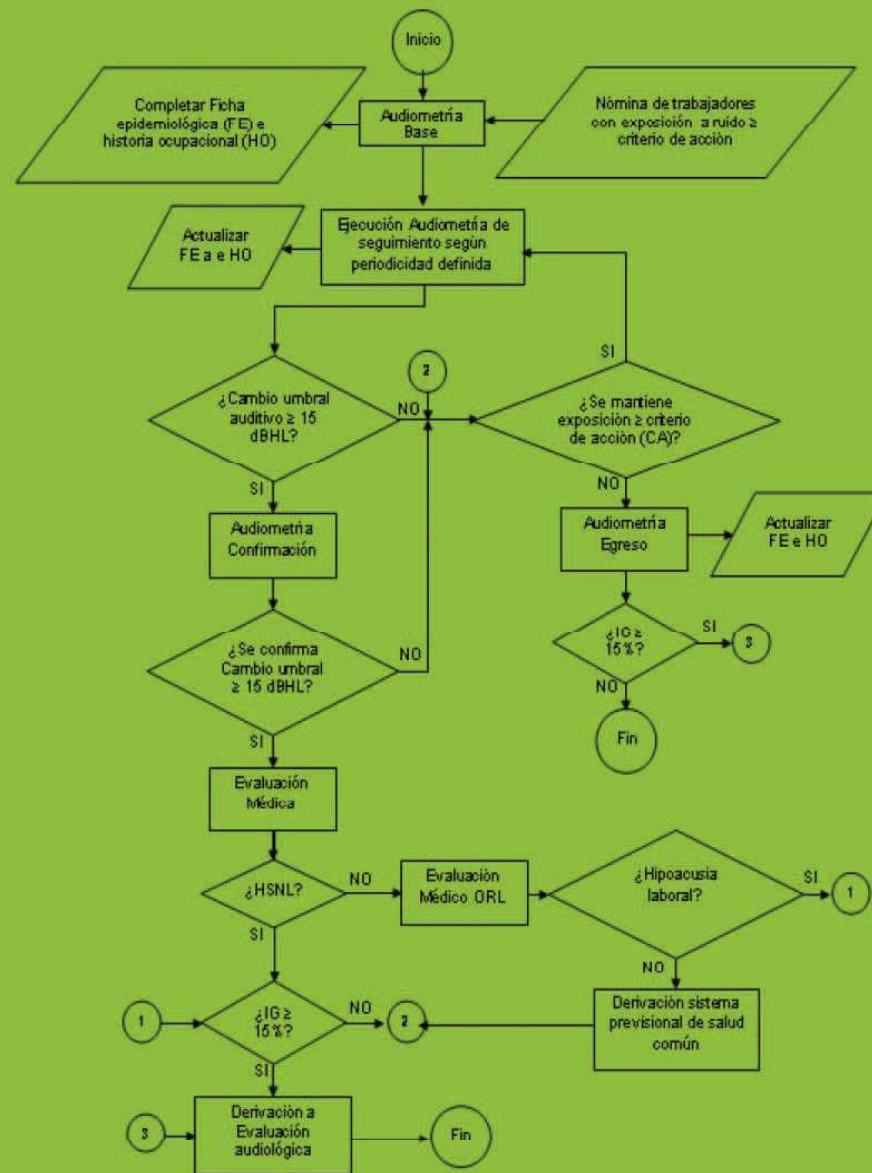 Inicio
Completar Ficha
epidemiológica (FE) e
historia ocupacional (HO)
Audiometría
Base
Nómina de trabajadores
con exposición a ruido ≥
criterio de acción
Actualizar
FE a e HO
Ejecución Audiometría de
seguimiento según
periodicidad definida
SI
2
¿Cambio umbral
auditivo ≥ 15
dBHL?
NO
¿Se mantiene
exposición ≥ criterio
de acción (CA)?
SI
NO
Audiometría
Confirmación
Audiometría
Egreso
Actualizar
FE e HO
¿Se confirma
Cambio umbral
≥ 15 dBHL?
NO
¿IG ≥
15%?
SI
3
NO
SI
Fin
Evaluación
Médica
¿HSNL?
NO
Evaluación
Médico ORL
¿Hipoacusia
laboral?
SI
1
SI
NO
1
¿IG ≥
15%?
NO
2
Derivación sistema
previsional de salud
común
SI
3
Derivación a
Evaluación
audiológica
Fin